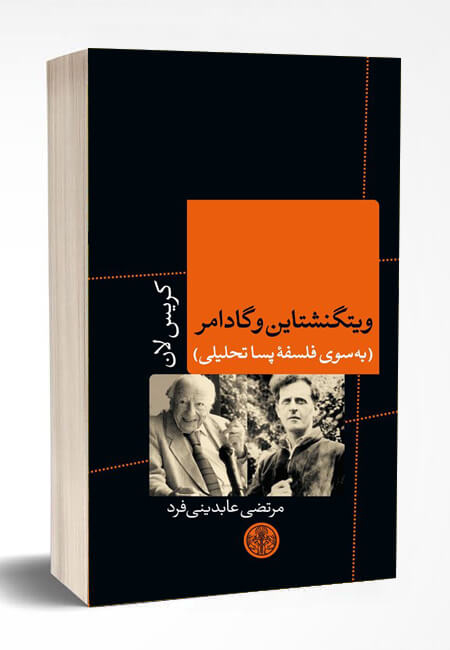 ویتگنشتاین و گادامر
(به‌سوی فلسفهٔ پسا تحلیلی)
کریس لان
مرتضی عابدینی‌فرد